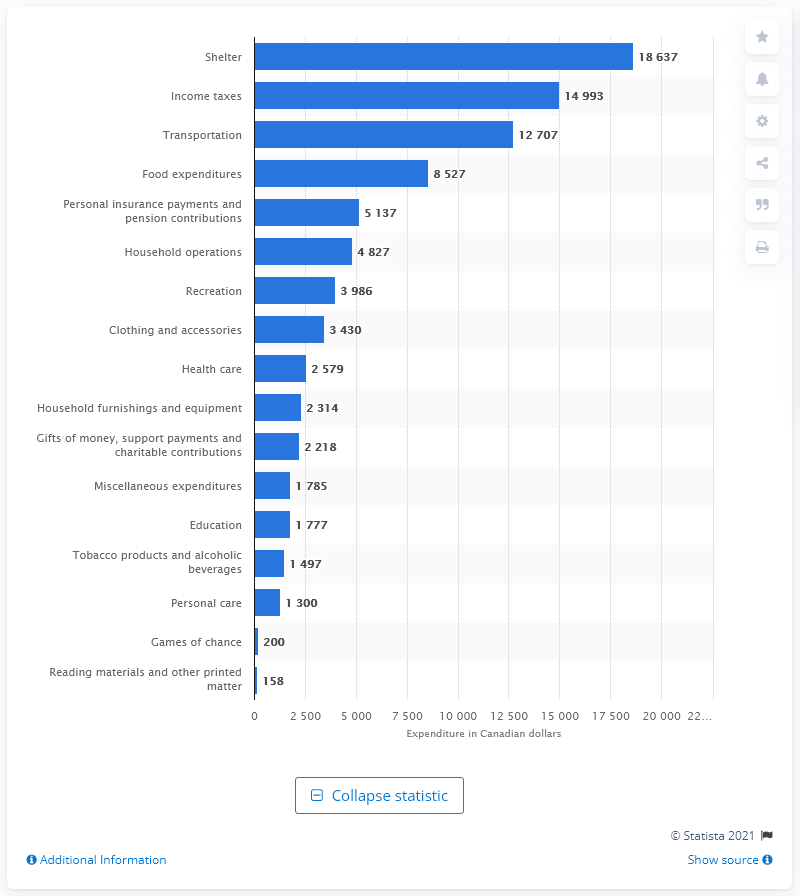 Shelter 18 637
Income taxes 14 993
Transportation 12 707
Food expenditures 8 527
Personal insurance payments and
pension contributions 5 137
Household operations 4 827
Recreation 3 986
Clothing and accessories 3 430
Health care 2 579
Household furnishings and equipment 2 314
Gifts of money, support payments and
charitable contributions 2 218
Miscellaneous expenditures 1 785
Education 1 777
Tobacco products and alcoholic
beverages 1 497
Personal care 1 300
Games of chance 200
Reading materials and other printed
matter 158
0 2 500 5 000 7 500 10 000 12 500 15 000 17 500 20 000 22...
Expenditure in Canadian dollars
Collapse statistic
© Statista 2021
Additional Information Show source